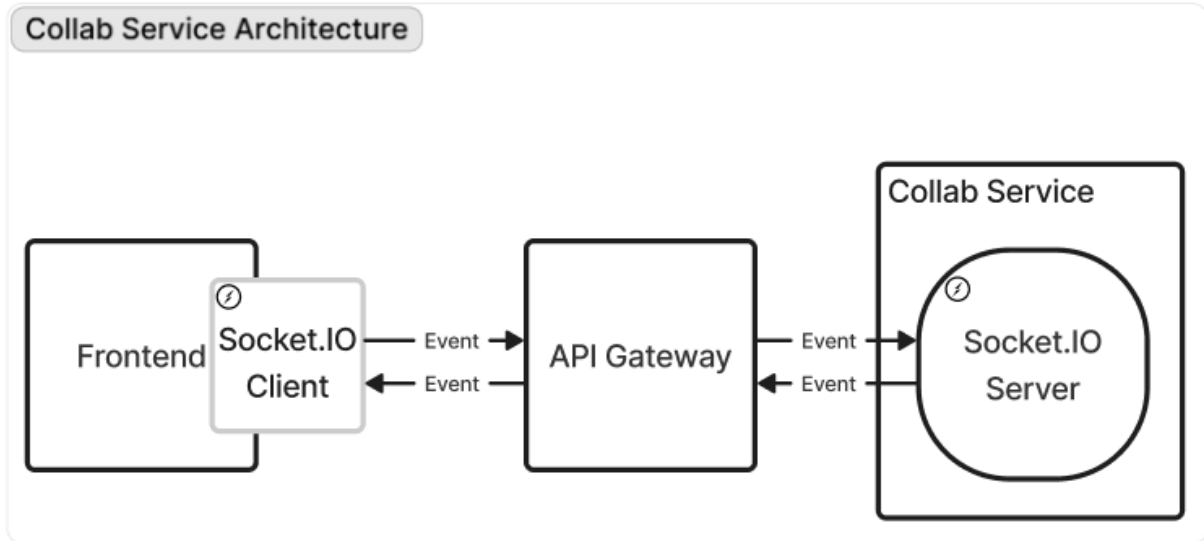 Collab Service Architecture
Collab Service
Frontend
Socket.IO
Client
Event
Event
API Gateway
Event
Event
Socket.IO
Server